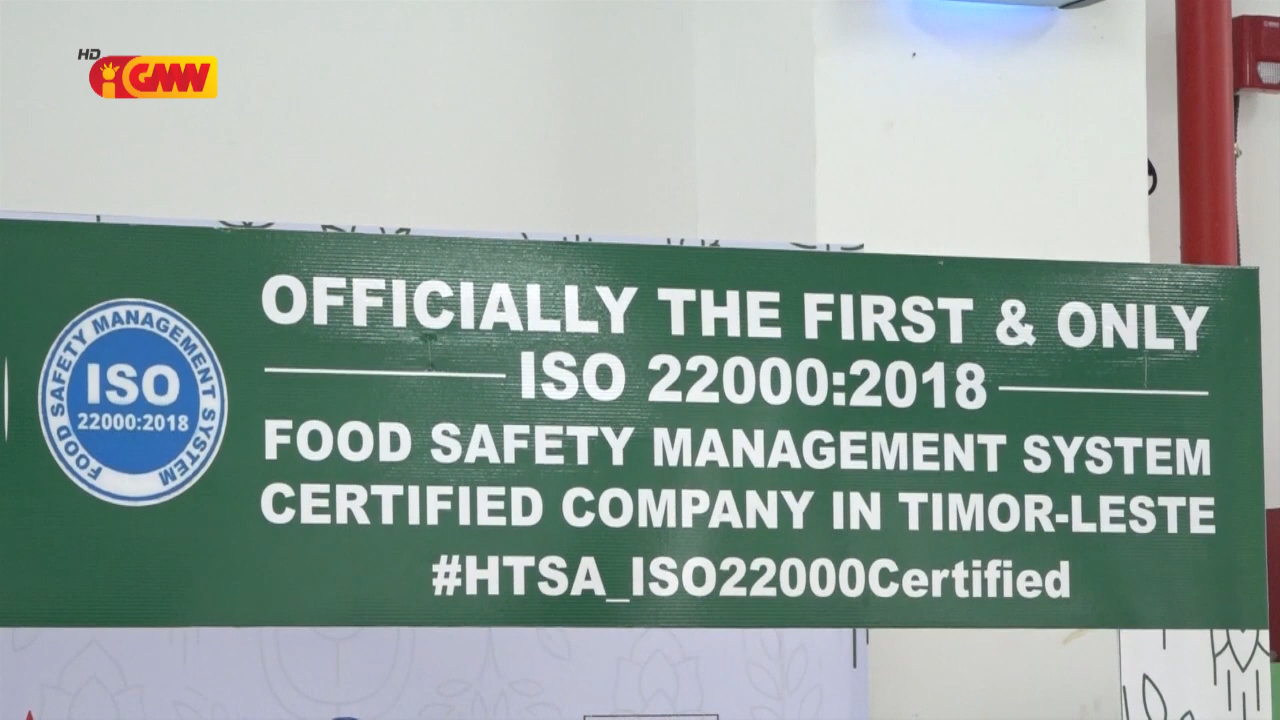 HD
GMN
OFFICIALLY THE FIRST & ONLY
ISO 22000:2018
FOOD SAFETY MANAGEMENT SYSTEM
CERTIFIED COMPANY IN TIMOR-LESTE
#HTSA_ISO22000Certified
FOOD SAFETY MANAGEMENT SYSTEM
ISO
22000:2018